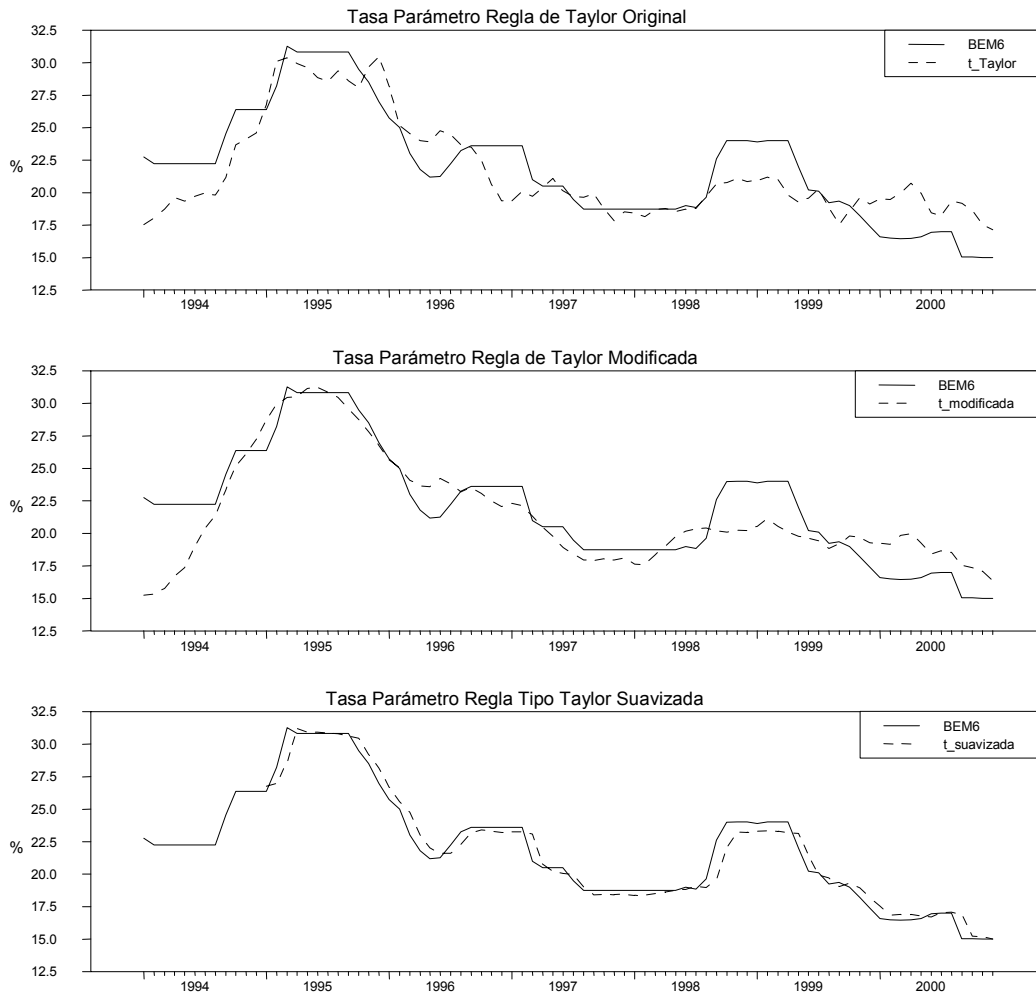 Tasa Parámetro Regla de Taylor Original
32.5
30.0
27.5
25.0
22.5
20.0
17.5
15.0
12.5
%
BEM6
t_Taylor
1994 1995 1996 1997 1998 1999 2000
Tasa Parámetro Regla de Taylor Modificada
32.5
30.0
27.5
25.0
22.5
20.0
17.5
15.0
12.5
%
BEM6
t_modificada
1994 1995 1996 1997 1998 1999 2000
Tasa Parámetro Regla Tipo Taylor Suavizada
32.5
30.0
27.5
25.0
22.5
20.0
17.5
15.0
12.5
%
BEM6
t_suavizada
1994 1995 1996 1997 1998 1999 2000